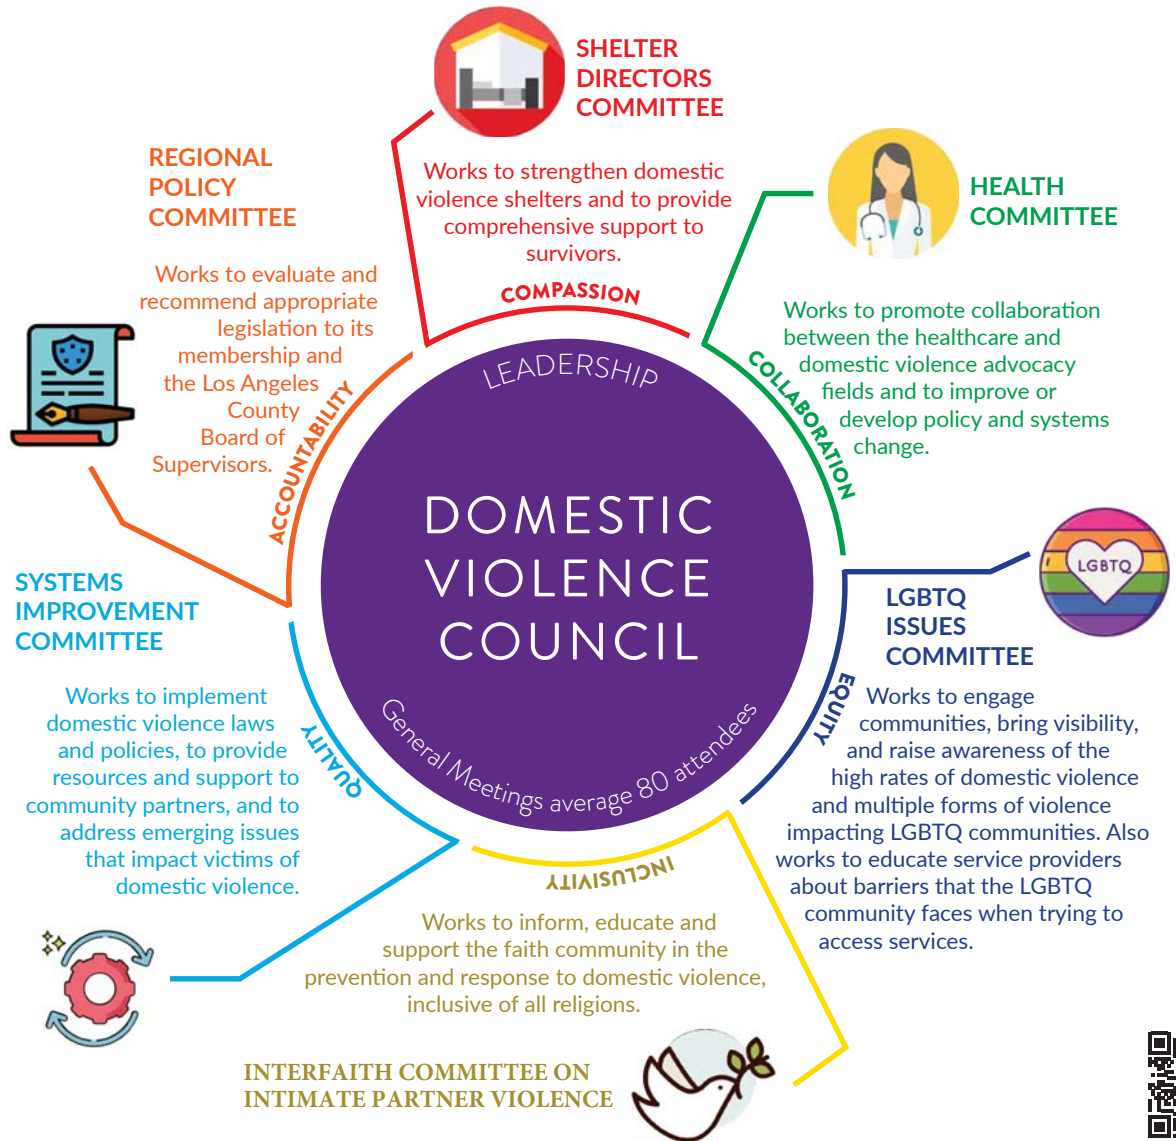 SHELTER
DIRECTORS
COMMITTEE
Works to strengthen domestic
violence shelters and to provide
comprehensive support to
survivors.
COMPASSION
HEALTH
COMMITTEE
Works to promote collaboration
between the healthcare and
domestic violence advocacy
fields and to improve or
develop policy and systems
change.
COLLABORATION
REGIONAL
POLICY
COMMITTEE
Works to evaluate and
recommend appropriate
legislation to its
membership and
the Los Angeles
County
Board of
Supervisors.
ACCOUNTABILITY
LEADERSHIP
DOMESTIC
VIOLENCE
COUNCIL
General Meetings average 80 attendees
LGBTQ
LGBTQ
ISSUES
COMMITTEE
EQUITY
Works to engage
communities, bring visibility,
and raise awareness of the
high rates of domestic violence
and multiple forms of violence
impacting LGBTQ communities. Also
works to educate service providers
about barriers that the LGBTQ
community faces when trying to
access services.
SYSTEMS
IMPROVEMENT
COMMITTEE
Works to implement
domestic violence laws
and policies, to provide
resources and support to
community partners, and to
address emerging issues
that impact victims of
domestic violence.
QUALITY
INCLUSIVITY
Works to inform, educate and
support the faith community in the
prevention and response to domestic violence,
inclusive of all religions.
INTERFAITH COMMITTEE ON
INTIMATE PARTNER VIOLENCE